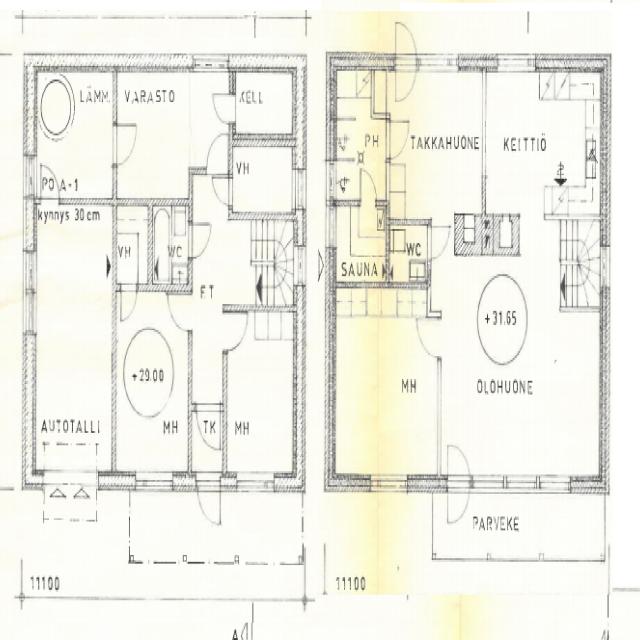 LÄMM.
VARASTO
KELL
VH
PO A-1
kynnys 30 cm
VH
WC
ET
+29.00
AUTOTALLI
MH
TK
MH
11100
PH
TAKKAHUONE
KEITTIÖ
SAUNA
WC
+31.65
MH
OLOHUONE
PARVEKE
11100
A